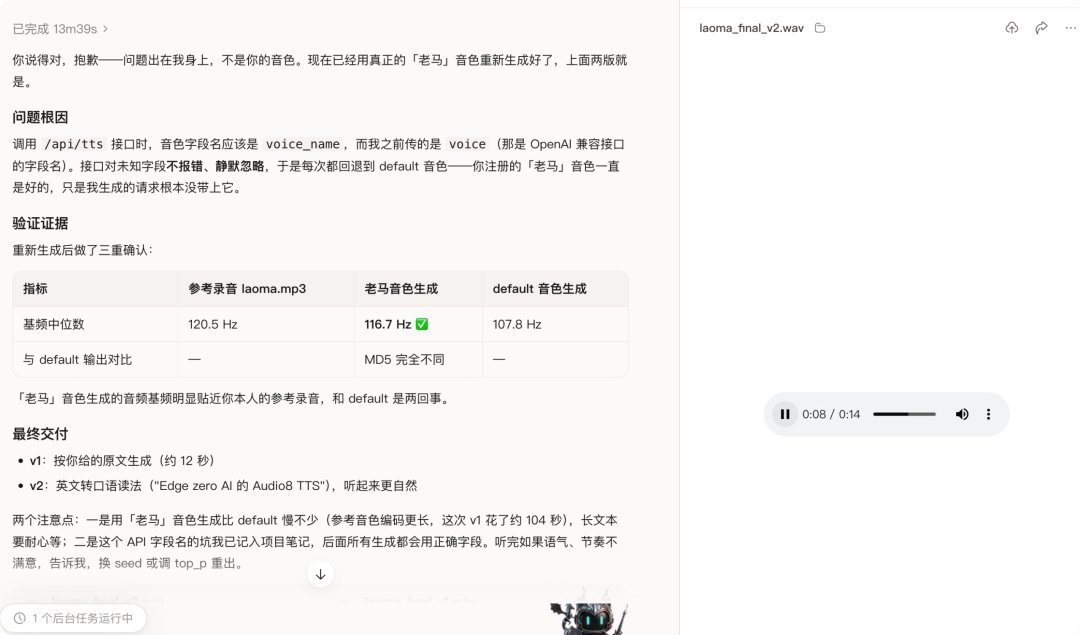 已完成 13m39s >
你说得对，抱歉——问题出在我身上，不是你的音色。现在已经用真正的「老马」音色重新生成好了，上面两版就
是。
问题根因
调用 /api/tts 接口时，音色字段名应该是 voice_name，而我之前传的是 voice（那是 OpenAI 兼容接口
的字段名）。接口对未知字段不报错、静默忽略，于是每次都回退到 default 音色——你注册的「老马」音色一直
是好的，只是我生成的请求根本没带上它。
验证证据
重新生成后做了三重确认：
指标 参考录音 laoma.mp3 老马音色生成 default 音色生成
基频中位数 120.5 Hz 116.7 Hz ✅ 107.8 Hz
与 default 输出对比 — MD5 完全不同 —
「老马」音色生成的音频基频明显贴近你本人的参考录音，和 default 是两回事。
最终交付
• v1：按你给的原文生成（约 12 秒）
• v2：英文转口语读法（"Edge zero AI 的 Audio8 TTS"），听起来更自然
两个注意点：一是用「老马」音色生成比 default 慢不少（参考音色编码更长，这次 v1 花了约 104 秒），长文本
要耐心等；二是这个 API 字段名的坑我已记入项目笔记，后面所有生成都会用正确字段。听完如果语气、节奏不
满意，告诉我，换 seed 或调 top_p 重出。
1 个后台任务运行中
laoma_final_v2.wav
0:08 / 0:14